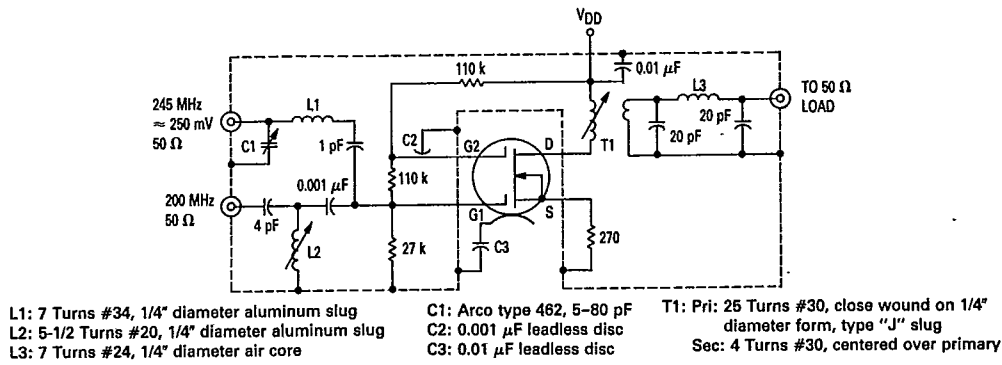 VDD
110 k
0.01 µF
TO 50 Ω
LOAD
245 MHz
≈ 250 mV
50 Ω
L1
L3
C1
1 pF
C2
G2
D
T1
20 pF
20 pF
0.001 µF
110 k
200 MHz
50 Ω
4 pF
G1
S
L2
27 k
C3
270
L1: 7 Turns #34, 1/4" diameter aluminum slug
L2: 5-1/2 Turns #20, 1/4" diameter aluminum slug
L3: 7 Turns #24, 1/4" diameter air core
C1: Arco type 462, 5–80 pF
C2: 0.001 µF leadless disc
C3: 0.01 µF leadless disc
T1: Pri: 25 Turns #30, close wound on 1/4"
diameter form, type "J" slug
Sec: 4 Turns #30, centered over primary